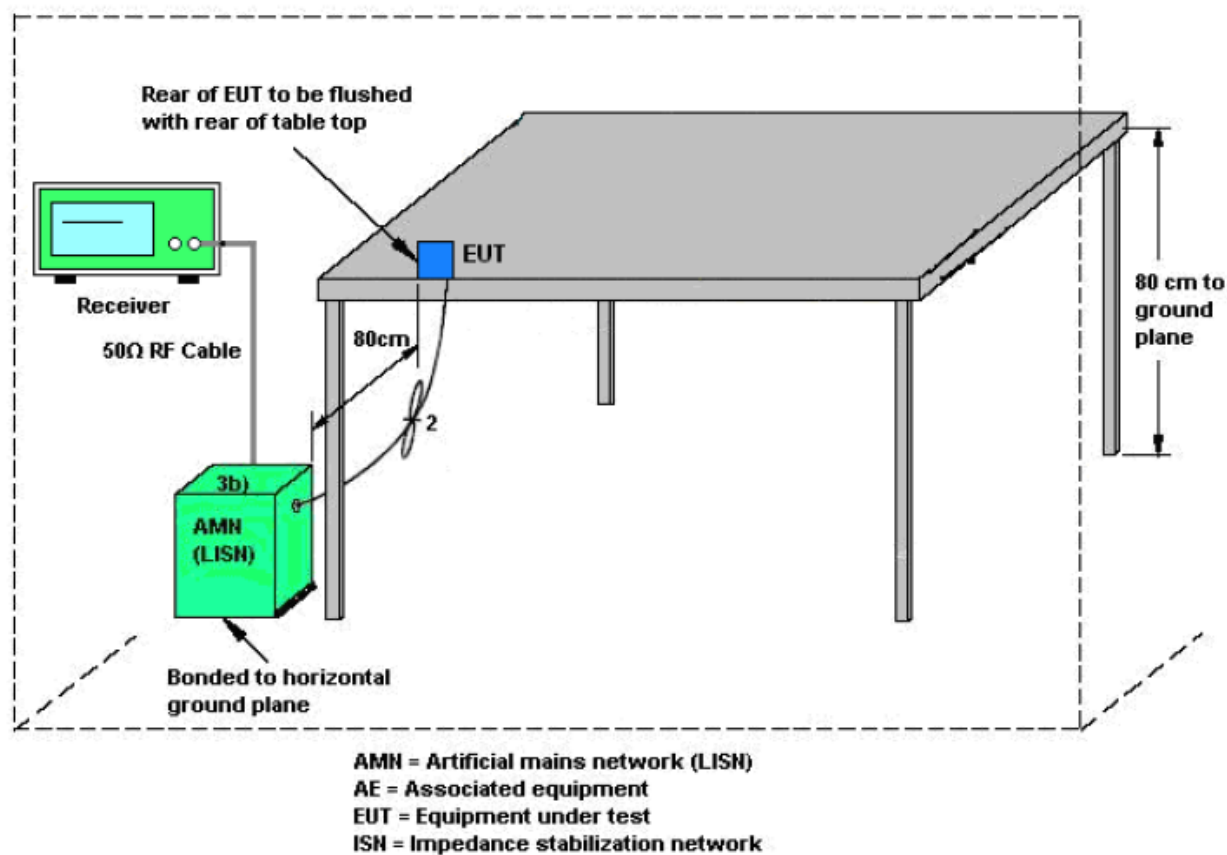 Rear of EUT to be flushed
with rear of table top
EUT
Receiver
50Ω RF Cable
80cm
2
80 cm to
ground
plane
3b)
AMN
(LISN)
Bonded to horizontal
ground plane
AMN = Artificial mains network (LISN)
AE = Associated equipment
EUT = Equipment under test
ISN = Impedance stabilization network